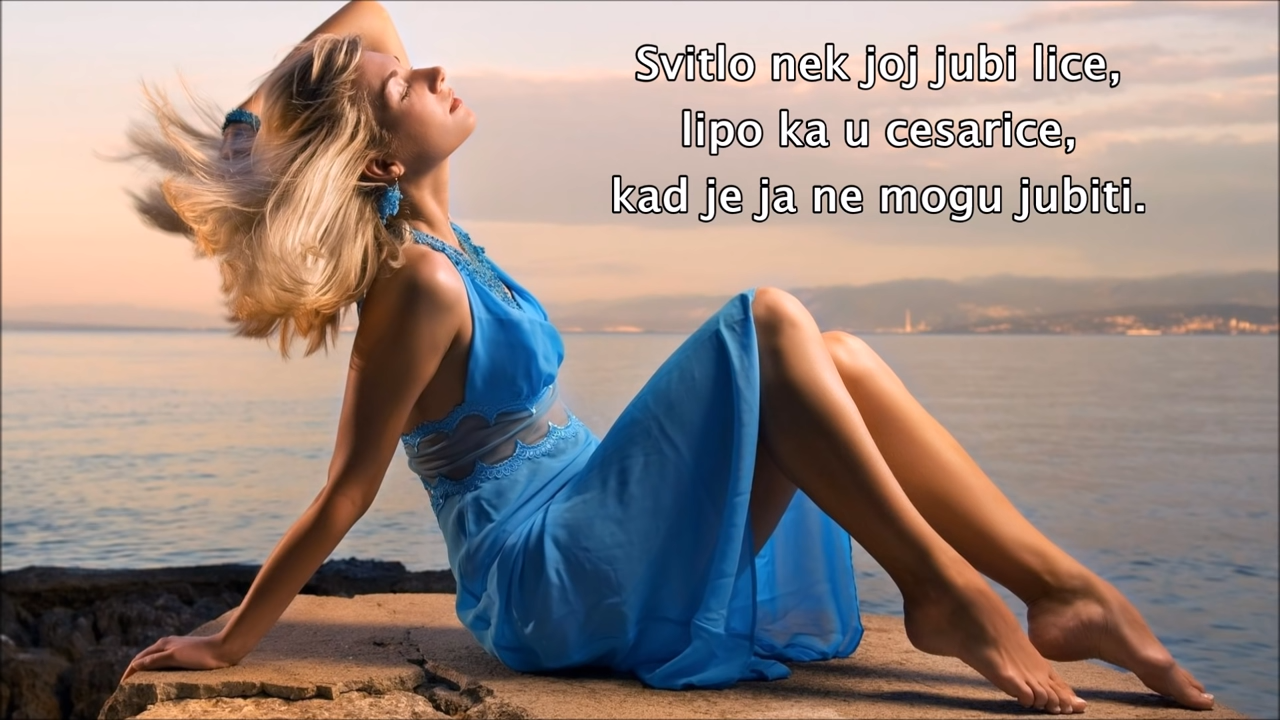 Svitlo nek joj jubi lice,
lipo ka u cesarice,
kad je ja ne mogu jubiti.